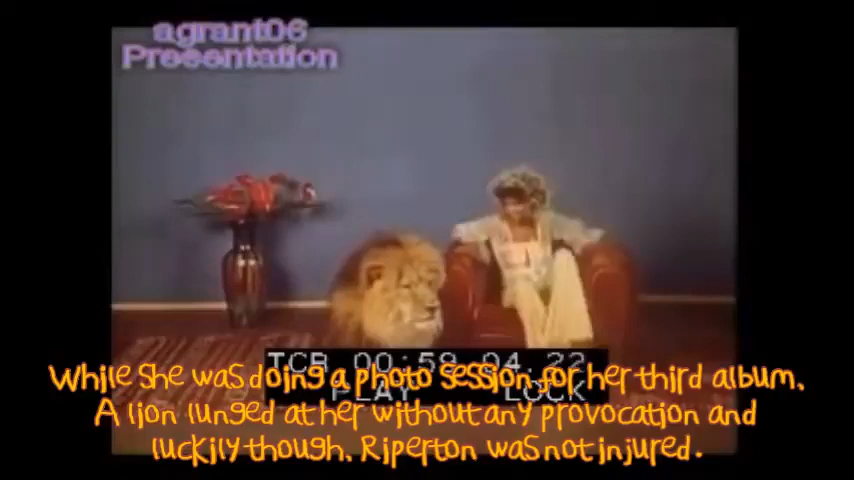 agrant06
Presentation
TCR 00:59 04.22
PLAY LOCK
While she was doing a photo session for her third album,
A lion lunged at her without any provocation and
luckily though, Riperton was not injured.